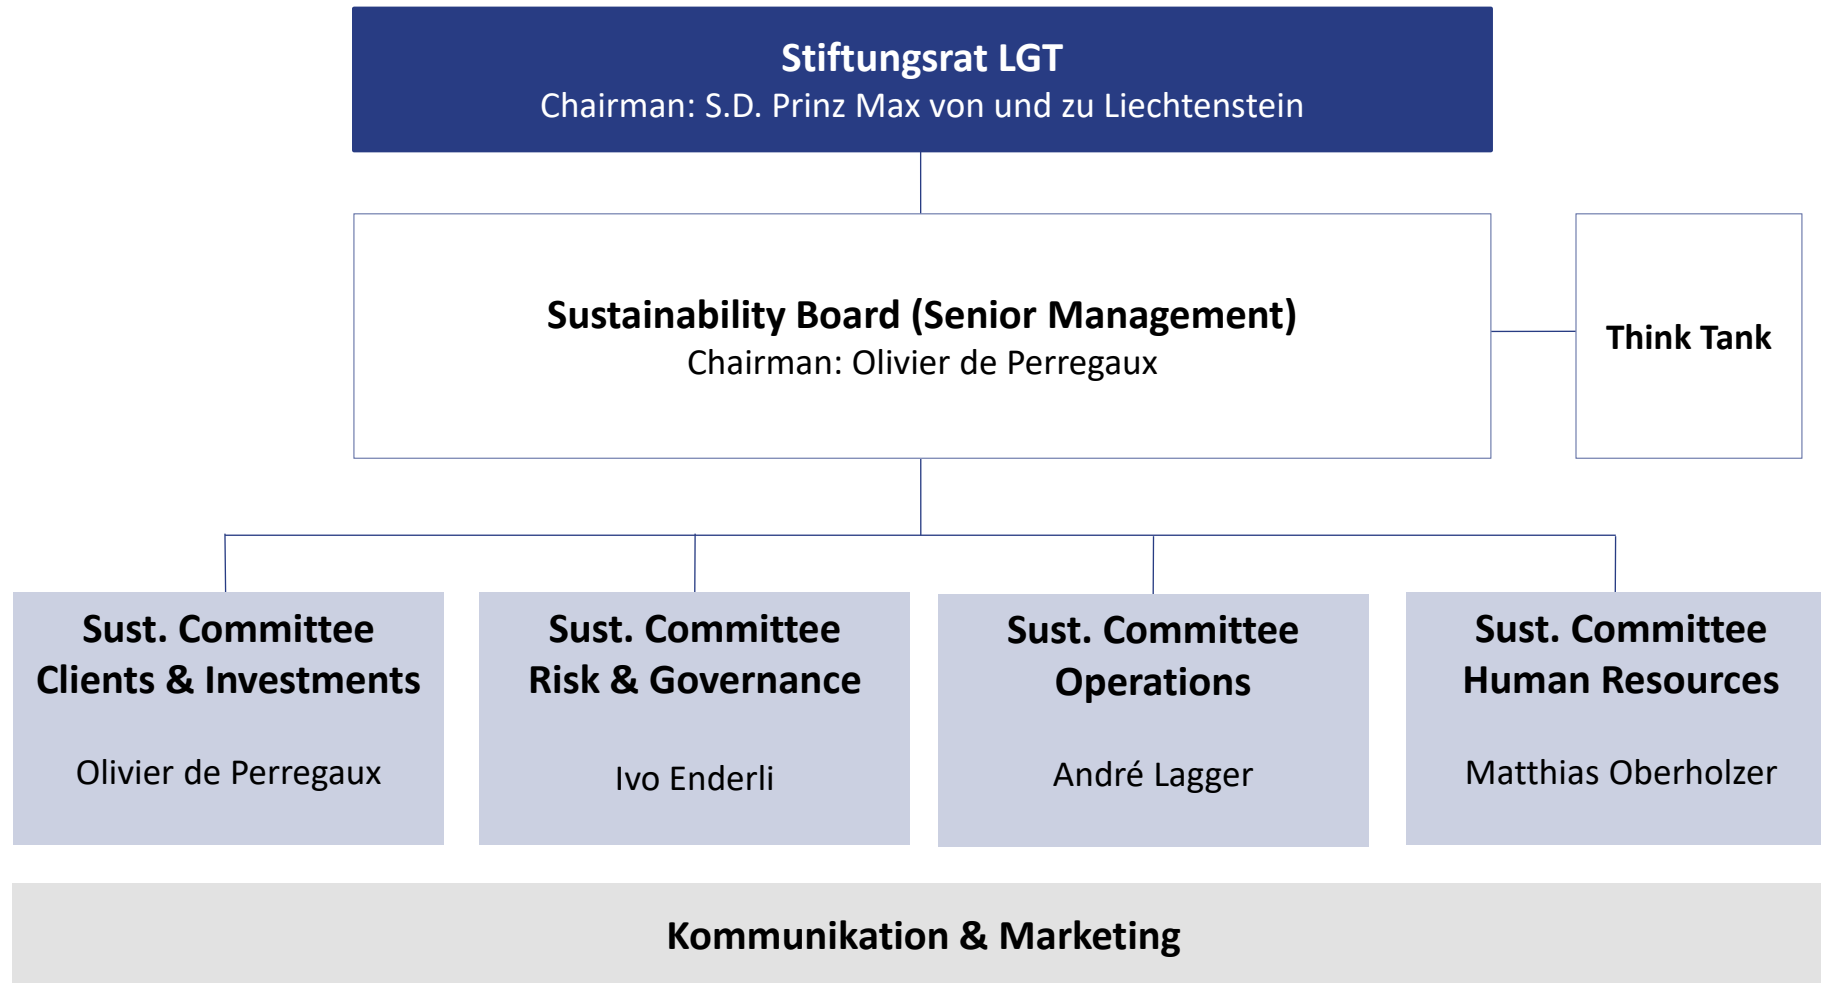 Stiftungsrat LGT
Chairman: S.D. Prinz Max von und zu Liechtenstein
Sustainability Board (Senior Management)
Chairman: Olivier de Perregaux
Think Tank
Sust. Committee
Clients & Investments
Olivier de Perregaux
Sust. Committee
Risk & Governance
Ivo Enderli
Sust. Committee
Operations
André Lagger
Sust. Committee
Human Resources
Matthias Oberholzer
Kommunikation & Marketing